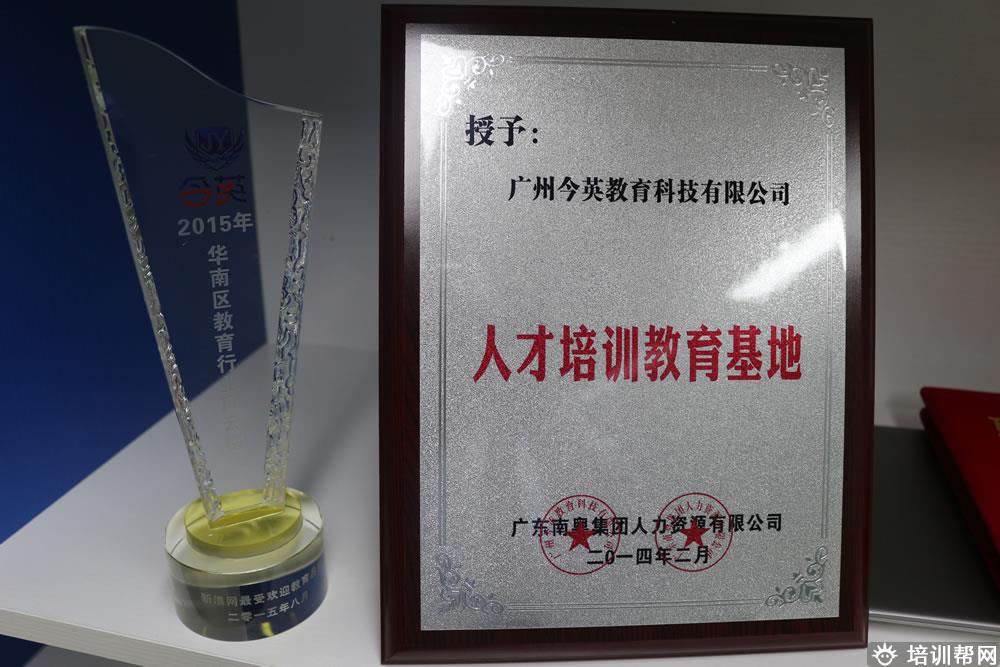 JY
今英
2015年
华南区教育行
新浪网最受欢迎教育
二零一五年八月
授予：
广州今英教育科技有限公司
人才培训教育基地
广东南粤集团人力资源有限公司
二0一四年二月
培训帮网